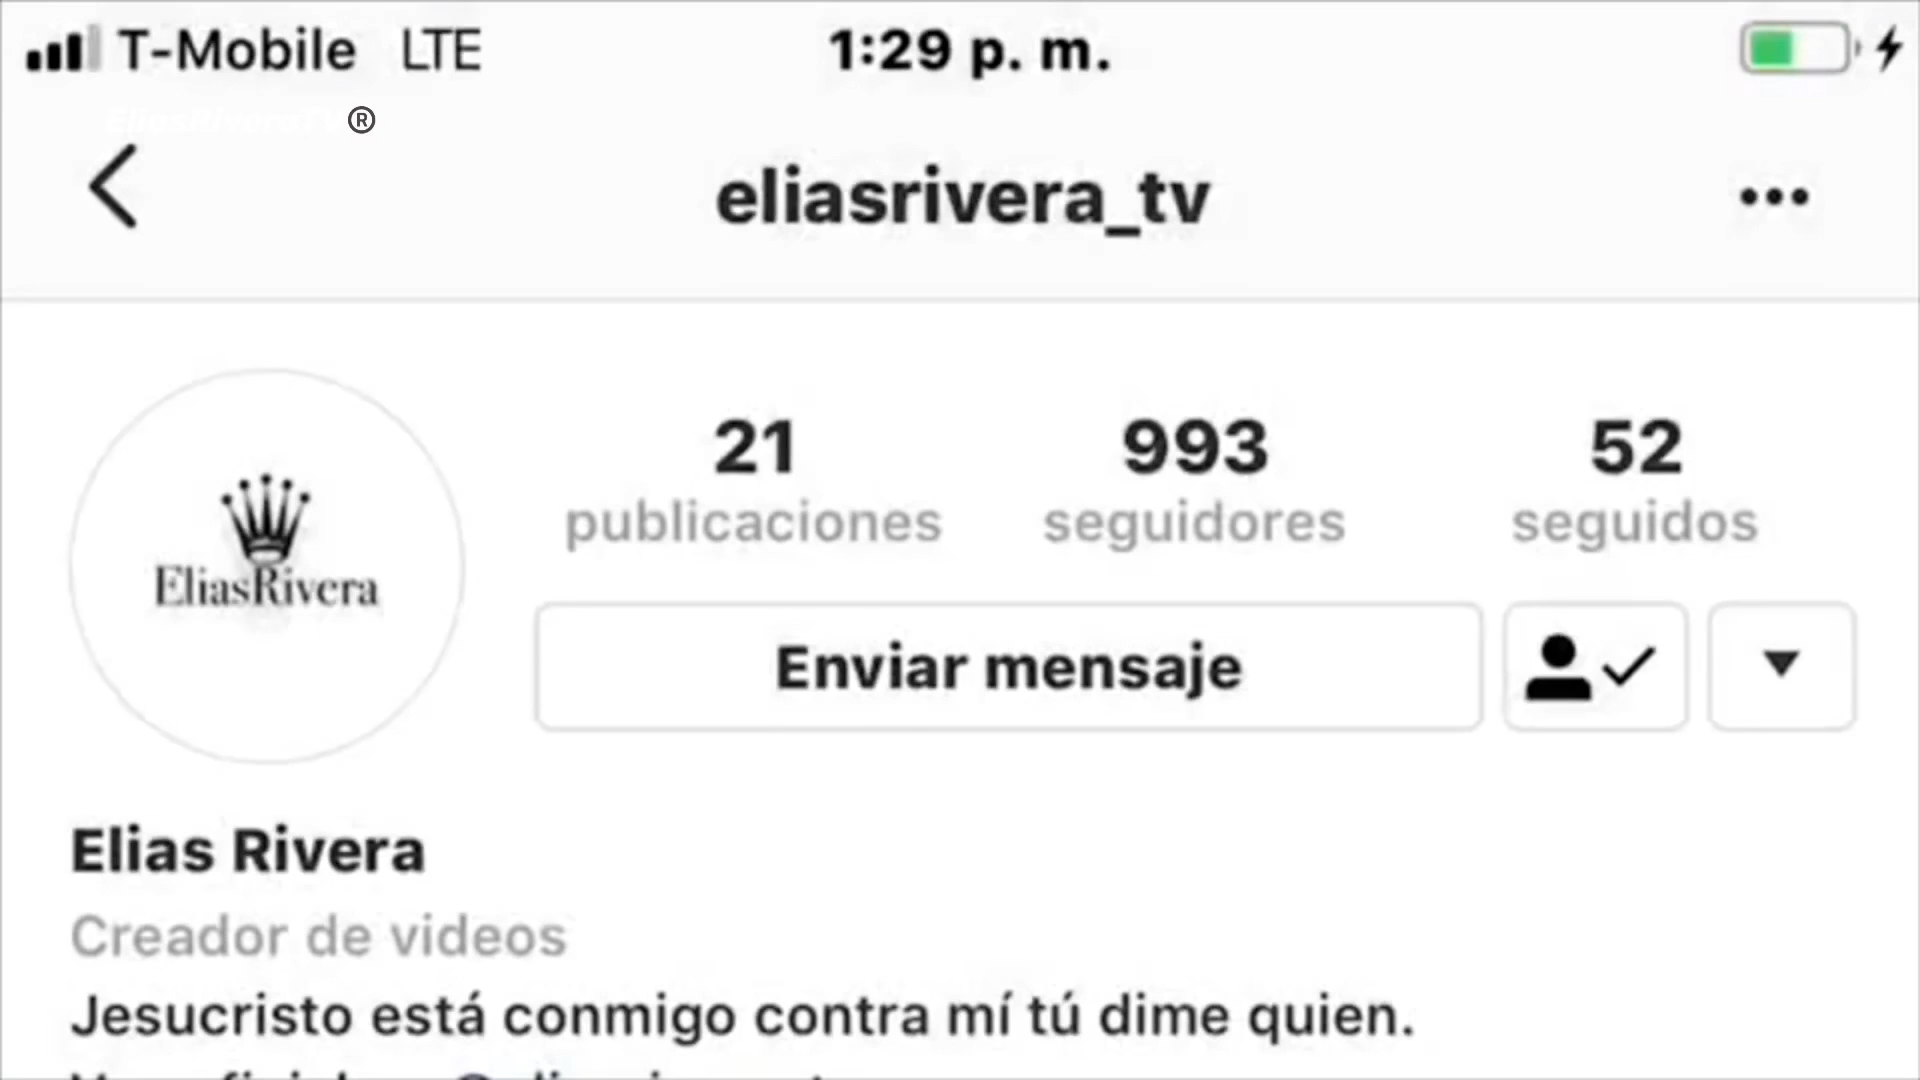 T-Mobile LTE 1:29 p. m.
EliasRiveraTV®
eliasrivera_tv
21 993 52
publicaciones seguidores seguidos
EliasRivera
Enviar mensaje
Elias Rivera
Creador de videos
Jesucristo está conmigo contra mí tú dime quien.